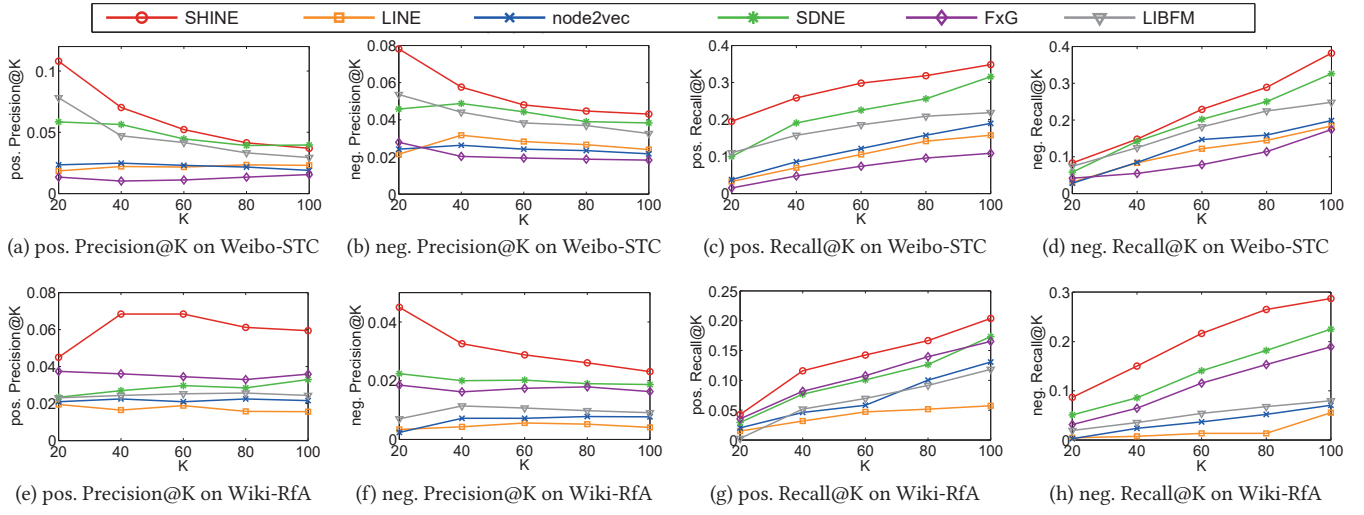 SHINE LINE node2vec SDNE FxG LIBFM
pos. Precision@K
0.1
0.05
0
20 40 60 80 100
K
(a) pos. Precision@K on Weibo-STC
neg. Precision@K
0.08
0.06
0.04
0.02
0
20 40 60 80 100
K
(b) neg. Precision@K on Weibo-STC
pos. Recall@K
0.4
0.3
0.2
0.1
0
20 40 60 80 100
K
(c) pos. Recall@K on Weibo-STC
neg. Recall@K
0.4
0.3
0.2
0.1
0
20 40 60 80 100
K
(d) neg. Recall@K on Weibo-STC
pos. Precision@K
0.08
0.06
0.04
0.02
0
20 40 60 80 100
K
(e) pos. Precision@K on Wiki-RfA
neg. Precision@K
0.04
0.02
0
20 40 60 80 100
K
(f) neg. Precision@K on Wiki-RfA
pos. Recall@K
0.25
0.20
0.15
0.10
0.05
0
20 40 60 80 100
K
(g) pos. Recall@K on Wiki-RfA
neg. Recall@K
0.3
0.2
0.1
0
20 40 60 80 100
K
(h) neg. Recall@K on Wiki-RfA